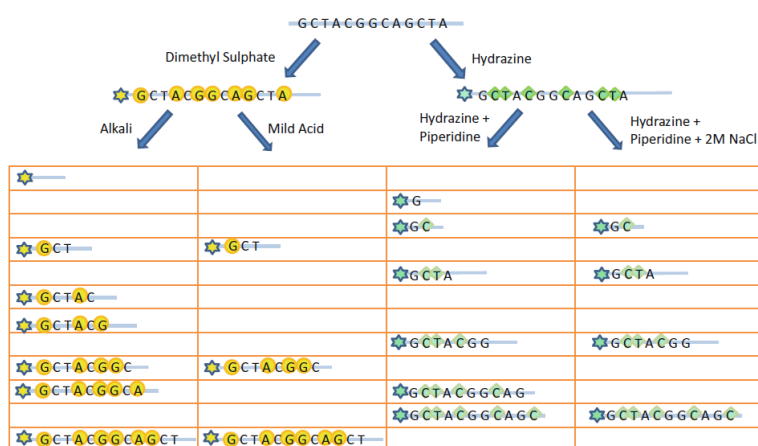 GCTACGGCAGCTA
Dimethyl Sulphate
Hydrazine
GCTACGGCAGCTA
GCTACGGCAGCTA
Alkali
Mild Acid
Hydrazine +
Piperidine
Hydrazine +
Piperidine + 2M NaCl
G
GC
GC
GCT
GCT
GCTA
GCTA
GCTAC
GCTACG
GCTACGG
GCTACGG
GCTACGGC
GCTACGGC
GCTACGGCA
GCTACGGCAG
GCTACGGCAGC
GCTACGGCAGC
GCTACGGCAGCT
GCTACGGCAGCT